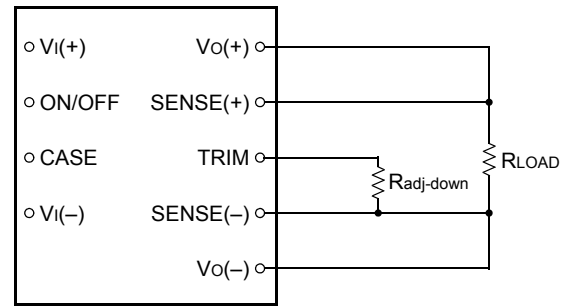 VI(+) VO(+)
ON/OFF SENSE(+)
CASE TRIM
RLOAD
Radj-down
VI(–) SENSE(–)
VO(–)